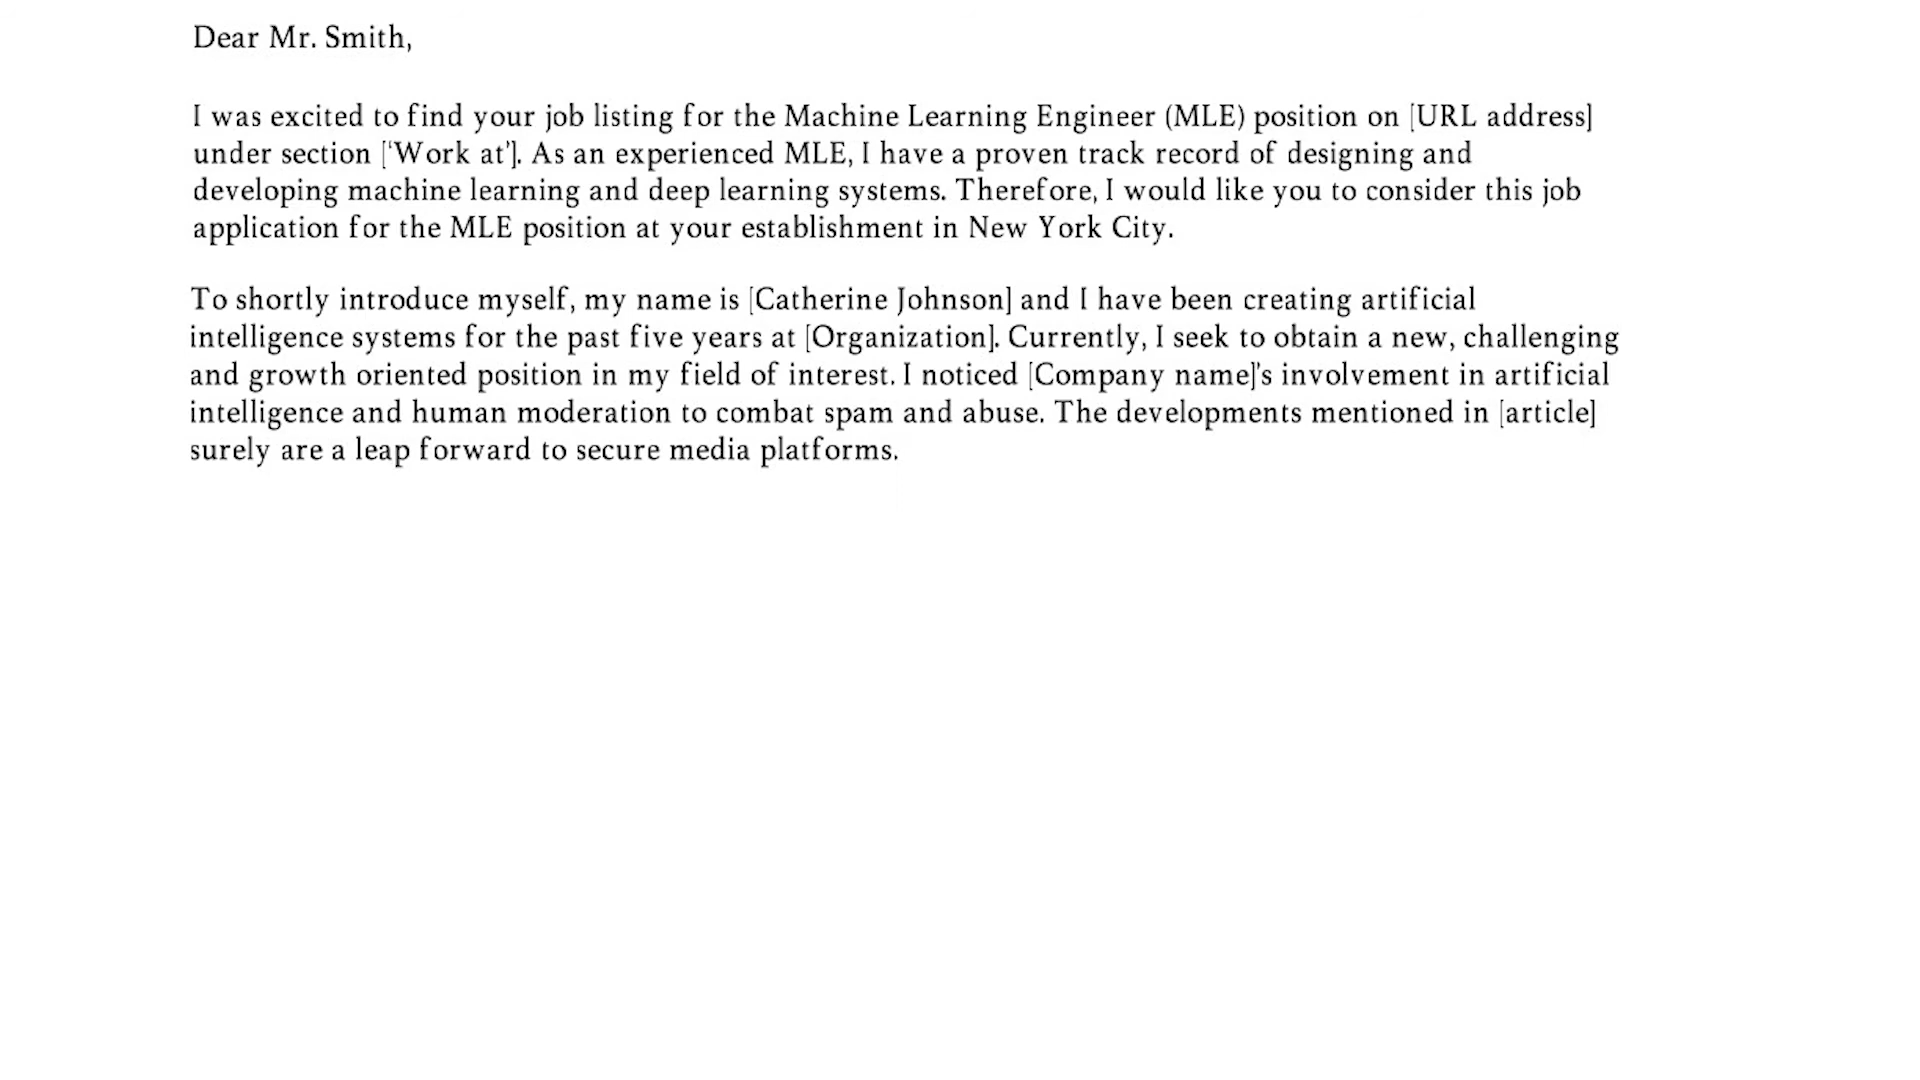 Dear Mr. Smith,
I was excited to find your job listing for the Machine Learning Engineer (MLE) position on [URL address]
under section ['Work at']. As an experienced MLE, I have a proven track record of designing and
developing machine learning and deep learning systems. Therefore, I would like you to consider this job
application for the MLE position at your establishment in New York City.
To shortly introduce myself, my name is [Catherine Johnson] and I have been creating artificial
intelligence systems for the past five years at [Organization]. Currently, I seek to obtain a new, challenging
and growth oriented position in my field of interest. I noticed [Company name]'s involvement in artificial
intelligence and human moderation to combat spam and abuse. The developments mentioned in [article]
surely are a leap forward to secure media platforms.